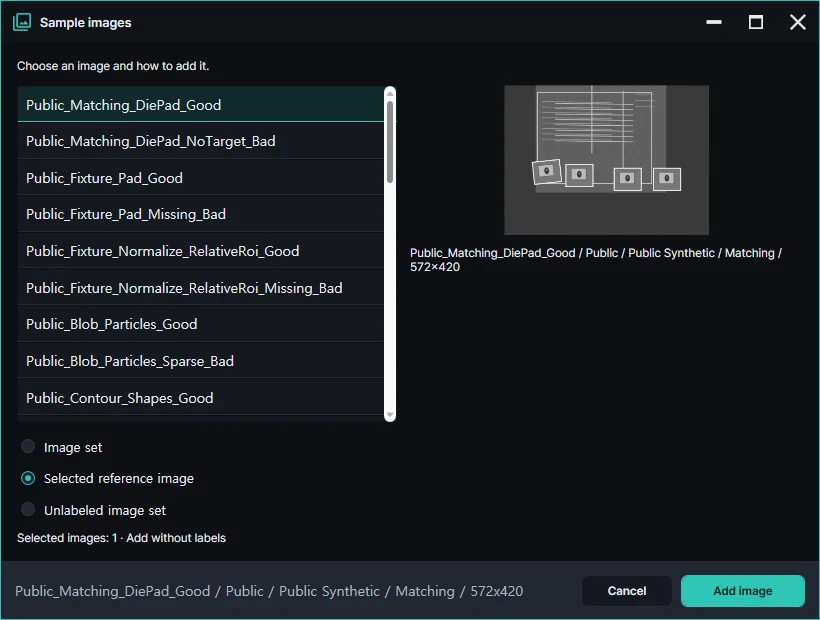 Sample images
Choose an image and how to add it.
Public_Matching_DiePad_Good
Public_Matching_DiePad_NoTarget_Bad
Public_Fixture_Pad_Good
Public_Fixture_Pad_Missing_Bad
Public_Fixture_Normalize_RelativeRoi_Good
Public_Fixture_Normalize_RelativeRoi_Missing_Bad
Public_Blob_Particles_Good
Public_Blob_Particles_Sparse_Bad
Public_Contour_Shapes_Good
Public_Matching_DiePad_Good / Public / Public Synthetic / Matching /
572×420
Image set
Selected reference image
Unlabeled image set
Selected images: 1 · Add without labels
Public_Matching_DiePad_Good / Public / Public Synthetic / Matching / 572x420
Cancel
Add image